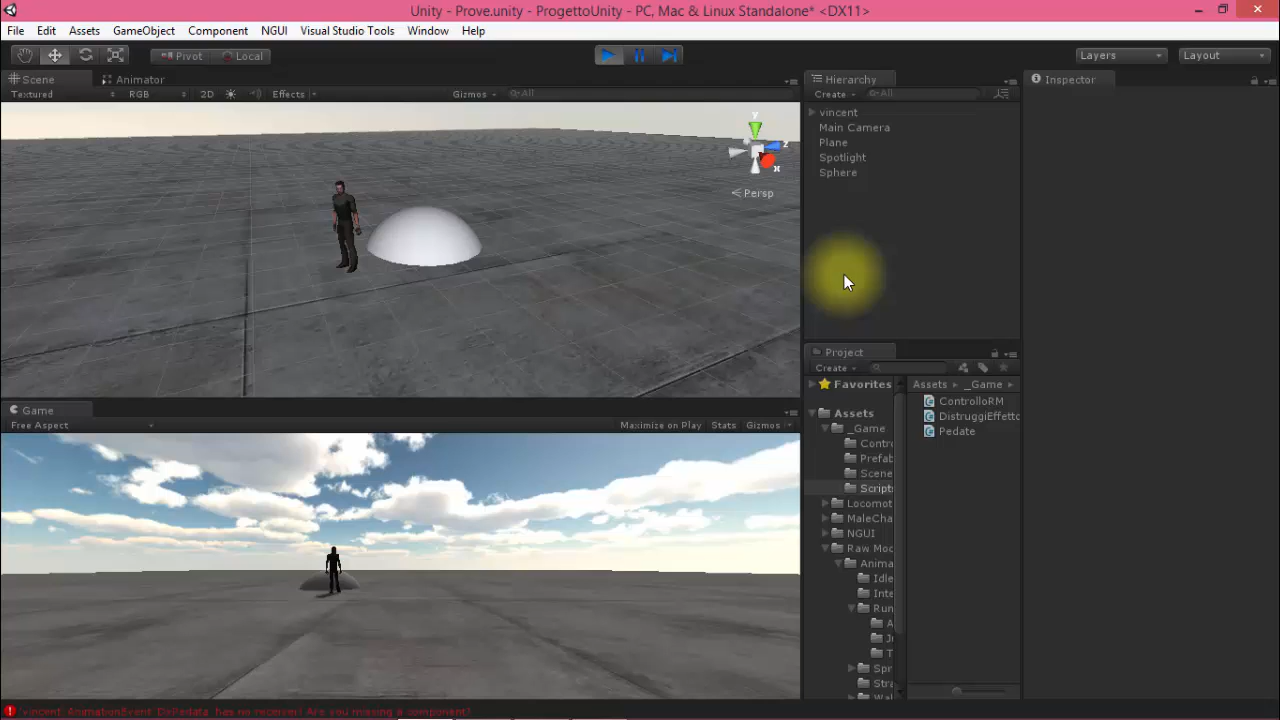 Unity - Prove.unity - ProgettoUnity - PC, Mac & Linux Standalone* <DX11>
File Edit Assets GameObject Component NGUI Visual Studio Tools Window Help
Pivot Local Layers Layout
Scene Animator
Textured RGB 2D Effects Gizmos All
y
z
x
Persp
Game
Free Aspect Maximize on Play Stats Gizmos
Hierarchy
Create All
vincent
Main Camera
Plane
Spotlight
Sphere
Project
Create
Favorites
Assets
_Game
Contro
Prefab
Scene
Scripts
Locomot
MaleCha
NGUI
Raw Moc
Anima
Idle
Inte
Run
A
Ju
T
Spr
Stra
Wal
Assets _Game
ControlloRM
DistruggiEffetto
Pedate
Inspector
'vincent' AnimationEvent has no receiver! Are you missing a component?